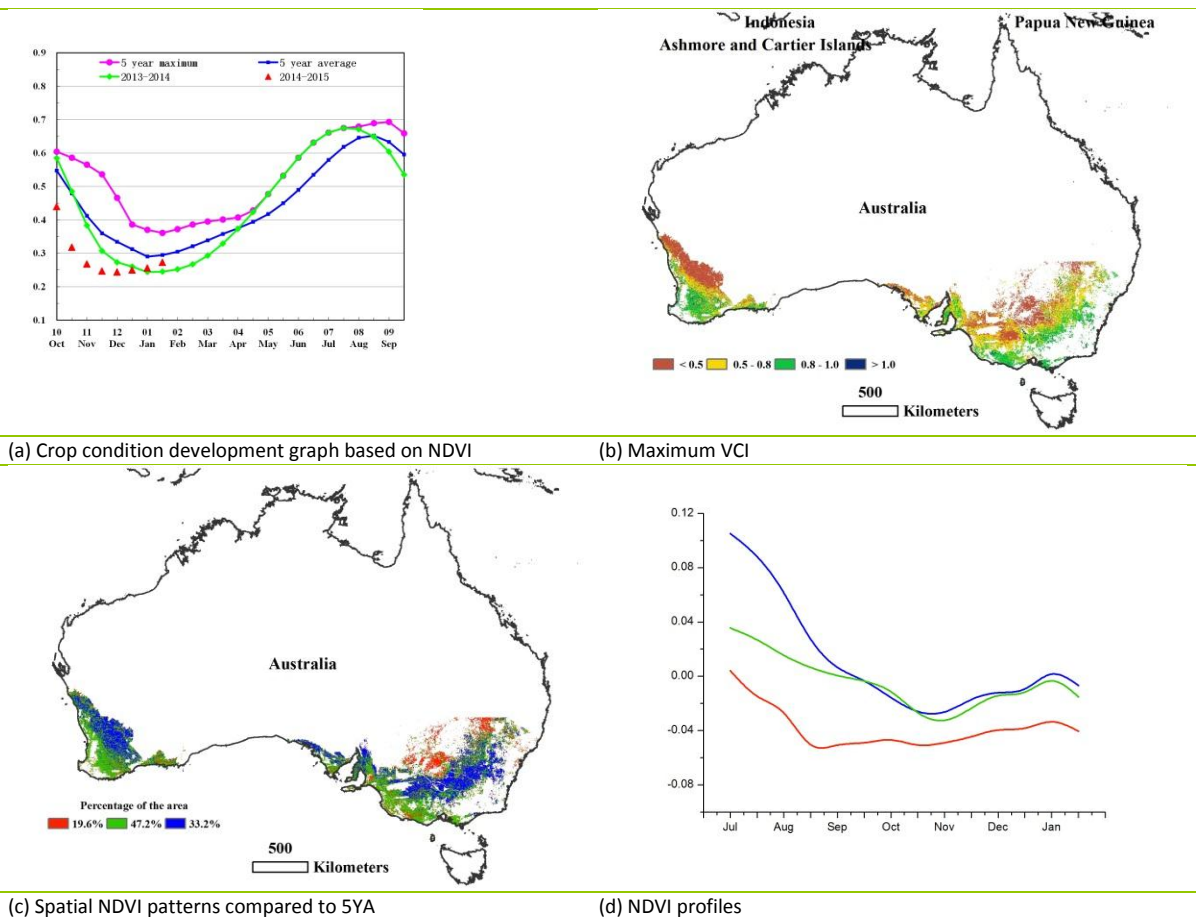 0.9
5 year maximum 5 year average
2013-2014 2014-2015
0.8
0.7
0.6
0.5
0.4
0.3
0.2
0.1
10 11 12 01 02 03 04 05 06 07 08 09
Oct Nov Dec Jan Feb Mar Apr May Jun Jul Aug Sep
Indonesia Papua New Guinea
Ashmore and Cartier Islands
Australia
< 0.5 0.5 - 0.8 0.8 - 1.0 > 1.0
500
Kilometers
(a) Crop condition development graph based on NDVI (b) Maximum VCI
Australia
Percentage of the area
19.6% 47.2% 33.2%
500
Kilometers
0.12
0.08
0.04
0.00
-0.04
-0.08
Jul Aug Sep Oct Nov Dec Jan
(c) Spatial NDVI patterns compared to 5YA (d) NDVI profiles